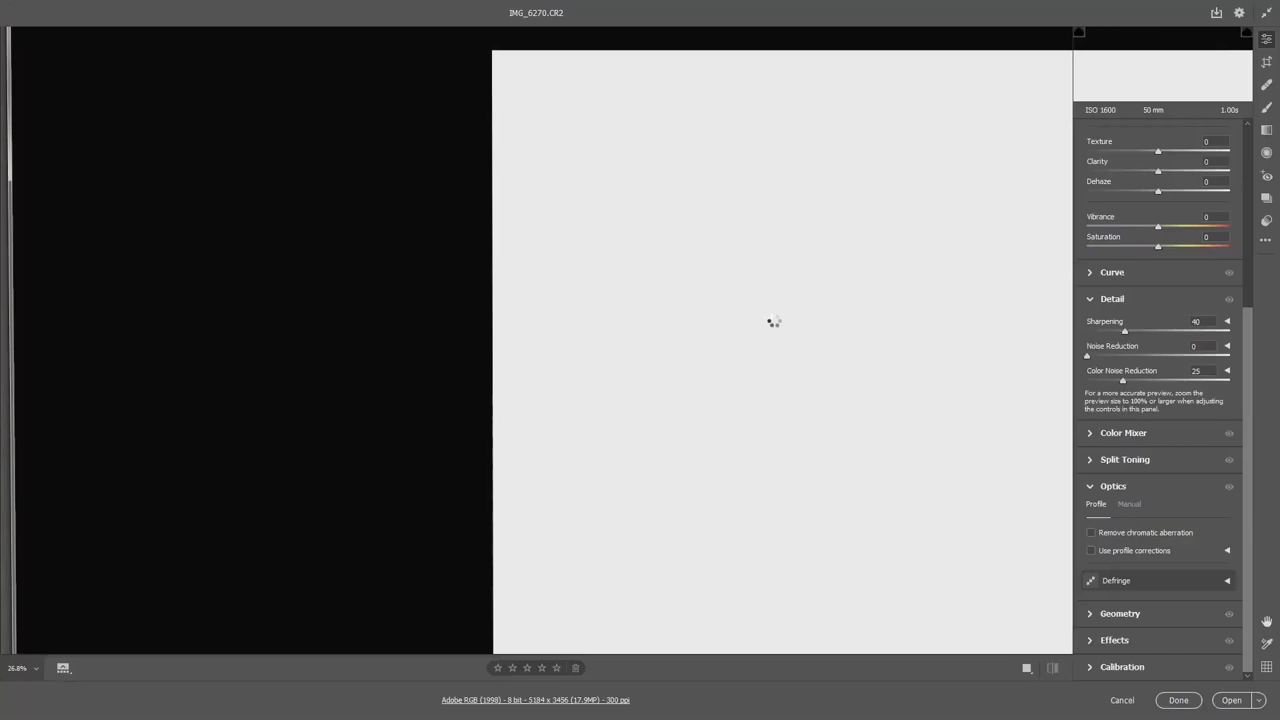 IMG_6270.CR2
ISO 1600 50 mm 1.00s
Texture 0
Clarity 0
Dehaze 0
Vibrance 0
Saturation 0
Curve
Detail
Sharpening 40
Noise Reduction 0
Color Noise Reduction 25
For a more accurate preview, zoom the
preview size to 100% or larger when adjusting
the controls in this panel.
Color Mixer
Split Toning
Optics
Profile Manual
Remove chromatic aberration
Use profile corrections
Defringe
Geometry
Effects
Calibration
26.8%
Adobe RGB (1998) - 8 bit - 5184 x 3456 (17.9MP) - 300 ppi
Cancel Done Open